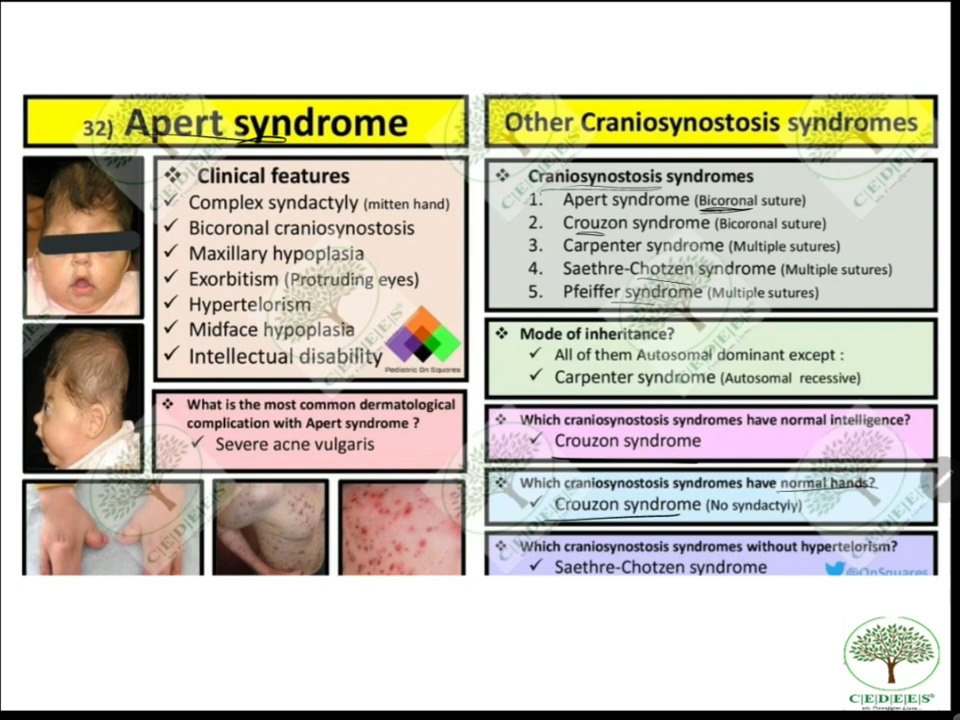 32) Apert syndrome
❖ Clinical features
✓ Complex syndactyly (mitten hand)
✓ Bicoronal craniosynostosis
✓ Maxillary hypoplasia
✓ Exorbitism (Protruding eyes)
✓ Hypertelorism
✓ Midface hypoplasia
✓ Intellectual disability
Pediatric On Squares
❖ What is the most common dermatological
complication with Apert syndrome ?
✓ Severe acne vulgaris
Other Craniosynostosis syndromes
❖ Craniosynostosis syndromes
1. Apert syndrome (Bicoronal suture)
2. Crouzon syndrome (Bicoronal suture)
3. Carpenter syndrome (Multiple sutures)
4. Saethre-Chotzen syndrome (Multiple sutures)
5. Pfeiffer syndrome (Multiple sutures)
❖ Mode of inheritance?
✓ All of them Autosomal dominant except :
✓ Carpenter syndrome (Autosomal recessive)
❖ Which craniosynostosis syndromes have normal intelligence?
✓ Crouzon syndrome
❖ Which craniosynostosis syndromes have normal hands?
✓ Crouzon syndrome (No syndactyly)
❖ Which craniosynostosis syndromes without hypertelorism?
✓ Saethre-Chotzen syndrome
@OnSquares
C|E|D|E|E|S